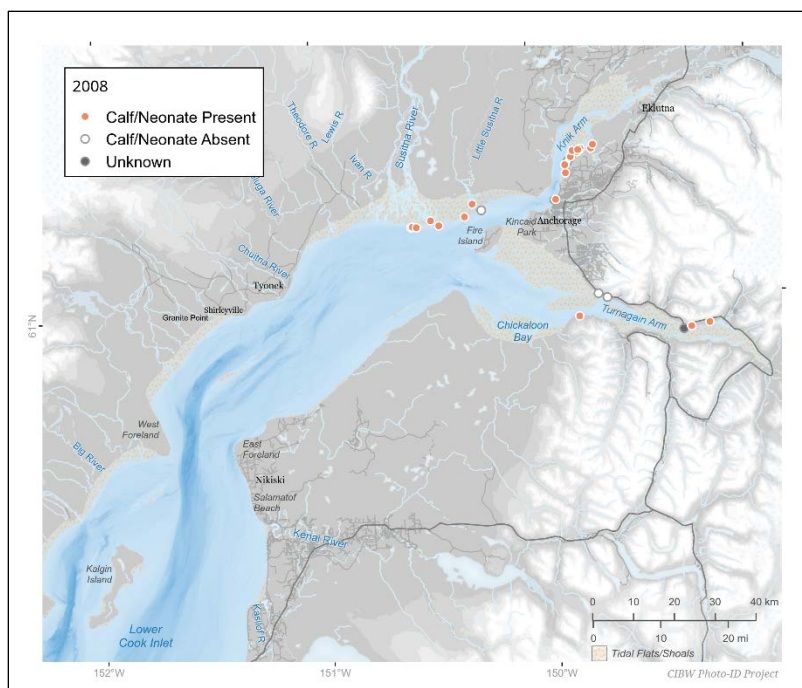 2008
Calf/Neonate Present
Calf/Neonate Absent
Unknown
Theodore R
Lewis R
Ivan R
Susitna River
Little Susitna R
Knik Arm
Eklutna
Chuitna River
Fire
Island
Kincaid
Park
Anchorage
Tyonek
Shirleyville
Granite Point
61°N
Turnagain Arm
Chickaloon
Bay
West
Foreland
East
Foreland
Big River
Nikiski
Salamatof
Beach
Kenai River
Kalgin
Island
Lower
Cook Inlet
Kasilof R
0 10 20 30 40 km
0 10 20 mi
Tidal Flats/Shoals
CIBW Photo-ID Project
152°W
151°W
150°W